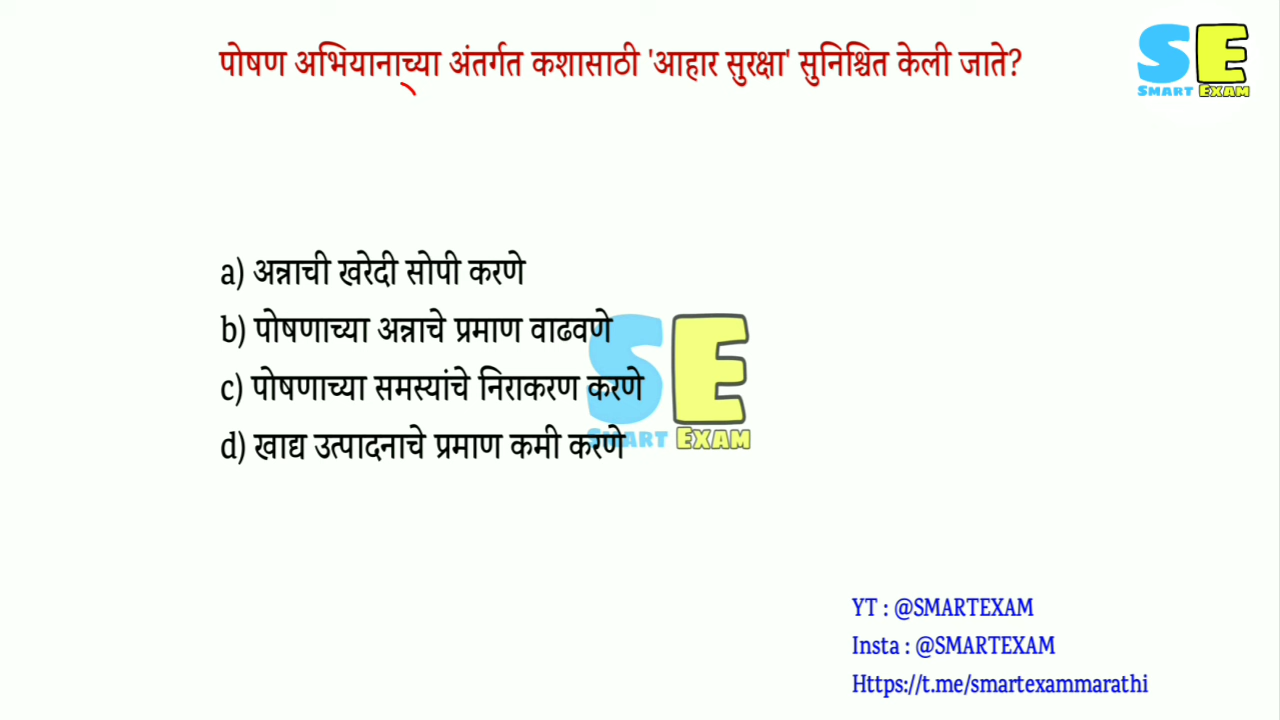 पोषण अभियानाच्या अंतर्गत कशासाठी 'आहार सुरक्षा' सुनिश्चित केली जाते?
SE
SMART EXAM
a) अन्नाची खरेदी सोपी करणे
b) पोषणाच्या अन्नाचे प्रमाण वाढवणे
c) पोषणाच्या समस्यांचे निराकरण करणे
d) खाद्य उत्पादनाचे प्रमाण कमी करणे
SE
SMART EXAM
YT : @SMARTEXAM
Insta : @SMARTEXAM
Https://t.me/smartexammarathi